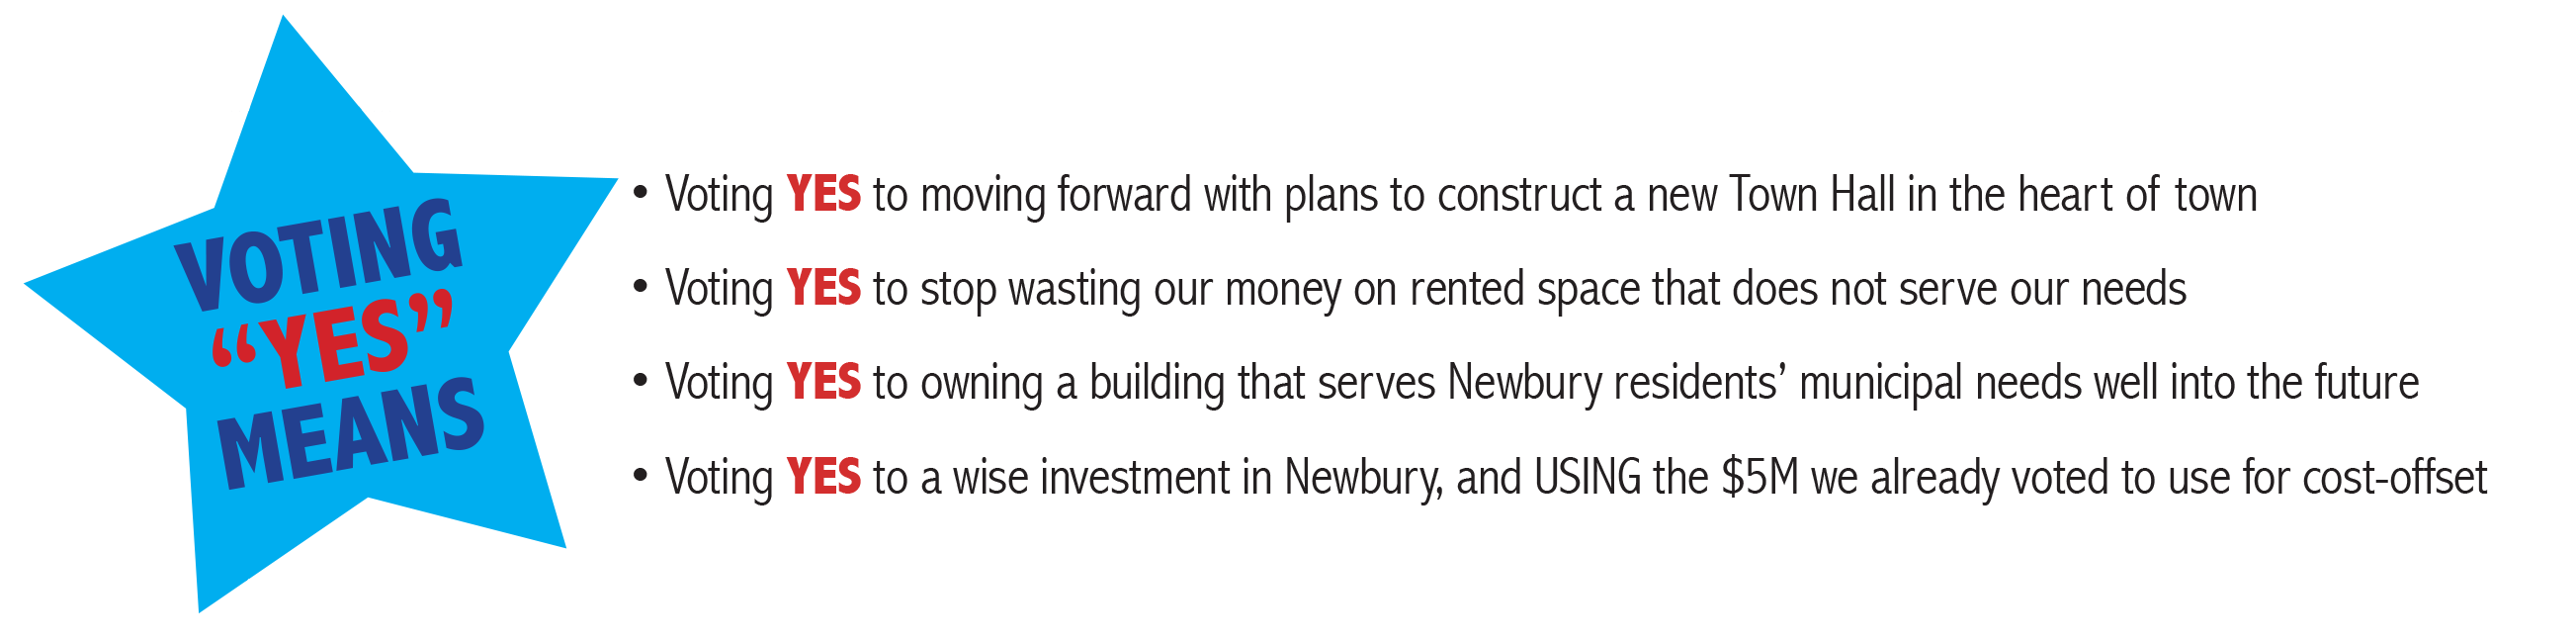 VOTING
“YES”
MEANS
• Voting YES to moving forward with plans to construct a new Town Hall in the heart of town
• Voting YES to stop wasting our money on rented space that does not serve our needs
• Voting YES to owning a building that serves Newbury residents’ municipal needs well into the future
• Voting YES to a wise investment in Newbury, and USING the $5M we already voted to use for cost-offset